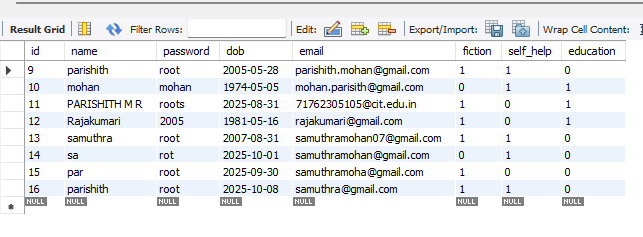 Result Grid Filter Rows: Edit: Export/Import: Wrap Cell Content:
id name password dob email fiction self_help education
9 parishith root 2005-05-28 parishith.mohan@gmail.com 1 1 0
10 mohan mohan 1974-05-05 mohan.parisith@gmail.com 0 1 1
11 PARISHITH M R roots 2025-08-31 71762305105@cit.edu.in 1 0 1
12 Rajakumari 2005 1981-05-16 rajakumari@gmail.com 1 0 1
13 samuthra root 2007-08-31 samuthramohan07@gmail.com 1 1 0
14 sa rot 2025-10-01 samuthramohan@gmail.com 0 1 0
15 par root 2025-09-30 samuthramoha@gmail.com 1 0 0
16 parishith root 2025-10-08 samuthra@gmail.com 1 1 0
NULL NULL NULL NULL NULL NULL NULL NULL